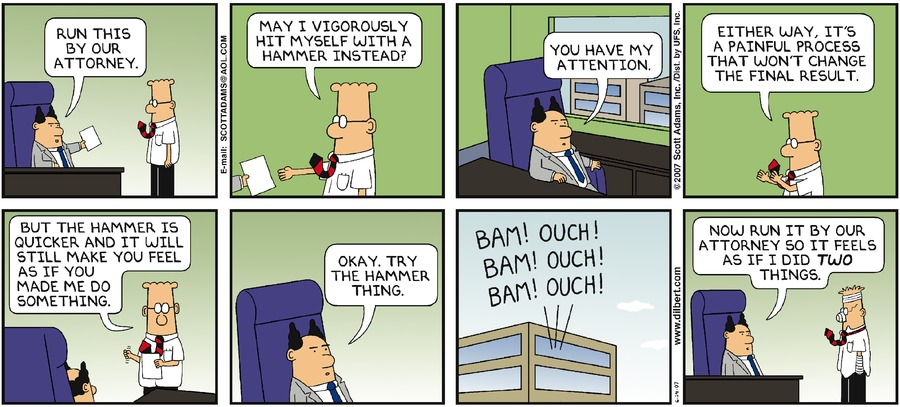 RUN THIS
BY OUR
ATTORNEY.
E-mail: SCOTTADAMS@AOL.COM
MAY I VIGOROUSLY
HIT MYSELF WITH A
HAMMER INSTEAD?
YOU HAVE MY
ATTENTION.
©2007 Scott Adams, Inc./Dist. by UFS, Inc.
EITHER WAY, IT'S
A PAINFUL PROCESS
THAT WON'T CHANGE
THE FINAL RESULT.
BUT THE HAMMER IS
QUICKER AND IT WILL
STILL MAKE YOU FEEL
AS IF YOU
MADE ME DO
SOMETHING.
OKAY. TRY
THE HAMMER
THING.
BAM! OUCH!
BAM! OUCH!
BAM! OUCH!
www.dilbert.com
6-24-07
NOW RUN IT BY OUR
ATTORNEY SO IT FEELS
AS IF I DID TWO
THINGS.